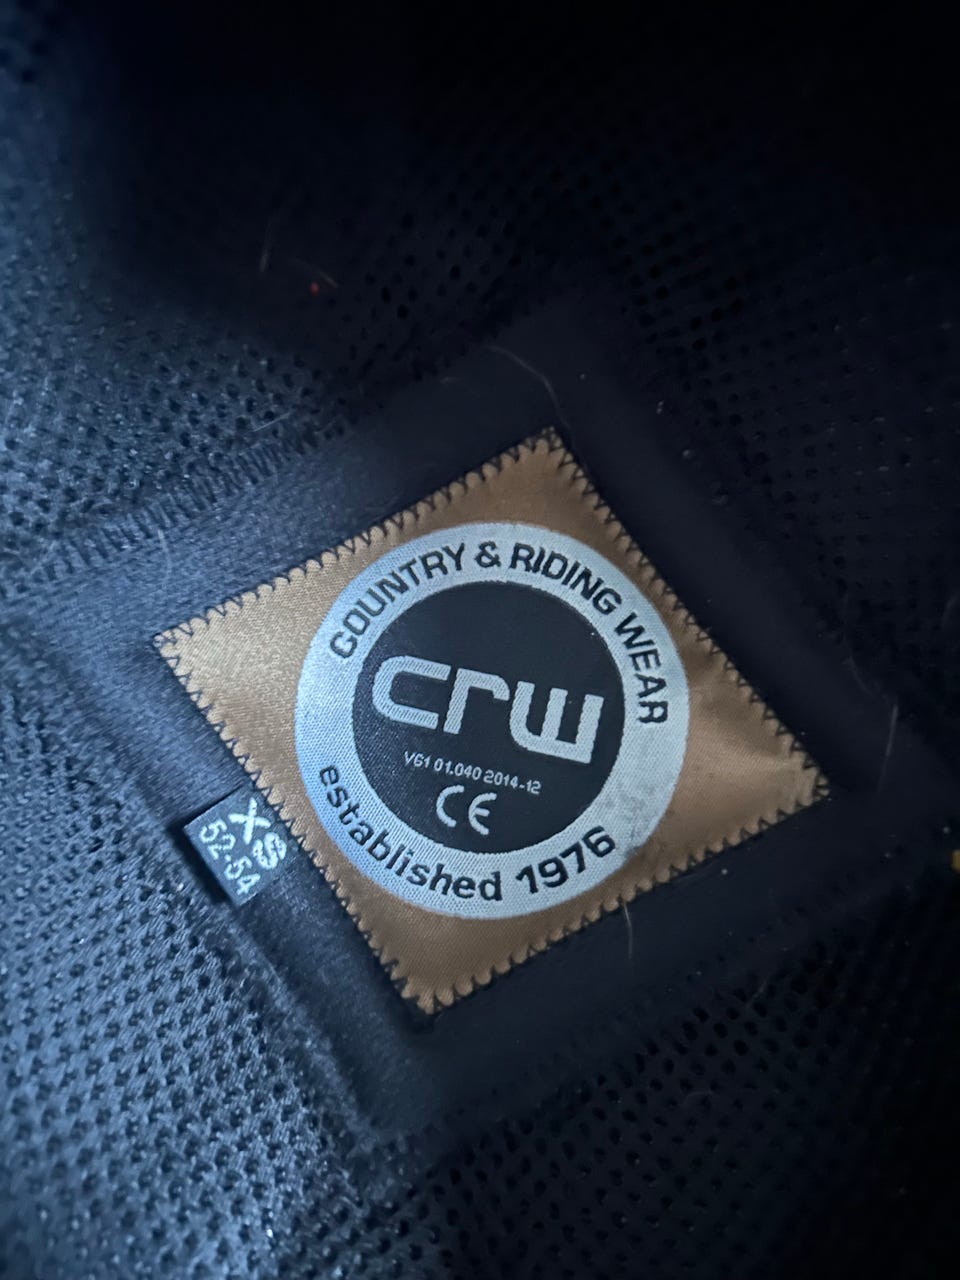 COUNTRY & RIDING WEAR
crw
VG1 01.040 2014-12
CE
established 1976
XS
52-54